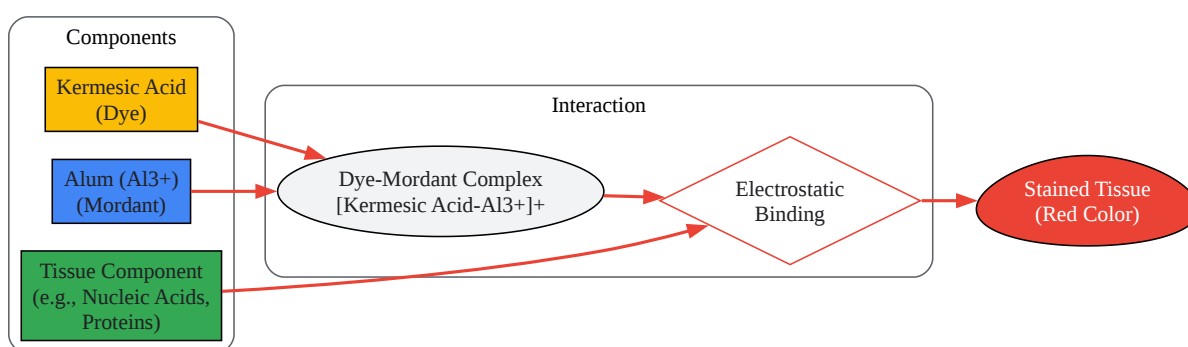 Components
Kermesic Acid
(Dye)
Alum (Al3+)
(Mordant)
Tissue Component
(e.g., Nucleic Acids,
Proteins)
Interaction
Dye-Mordant Complex
[Kermesic Acid-Al3+]+
Electrostatic
Binding
Stained Tissue
(Red Color)